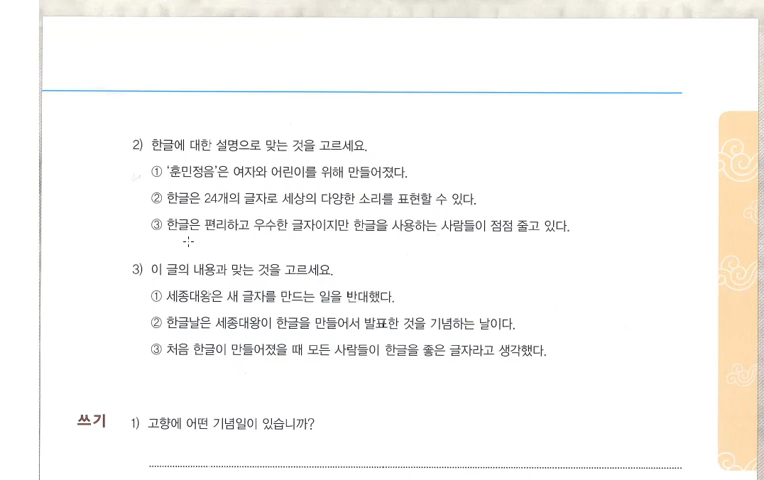 2) 한글에 대한 설명으로 맞는 것을 고르세요.
① '훈민정음'은 여자와 어린이를 위해 만들어졌다.
② 한글은 24개의 글자로 세상의 다양한 소리를 표현할 수 있다.
③ 한글은 편리하고 우수한 글자이지만 한글을 사용하는 사람들이 점점 줄고 있다.
3) 이 글의 내용과 맞는 것을 고르세요.
① 세종대왕은 새 글자를 만드는 일을 반대했다.
② 한글날은 세종대왕이 한글을 만들어서 발표한 것을 기념하는 날이다.
③ 처음 한글이 만들어졌을 때 모든 사람들이 한글을 좋은 글자라고 생각했다.
쓰기 1) 고향에 어떤 기념일이 있습니까?